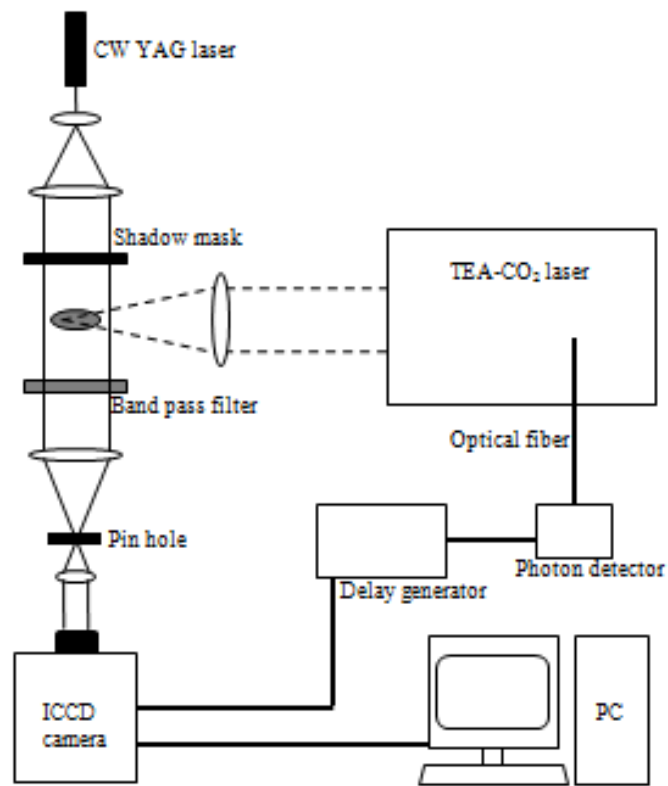 CW YAG laser
Shadow mask
TEA-CO₂ laser
Band pass filter
Optical fiber
Pin hole
Photon detector
Delay generator
ICCD
camera
PC